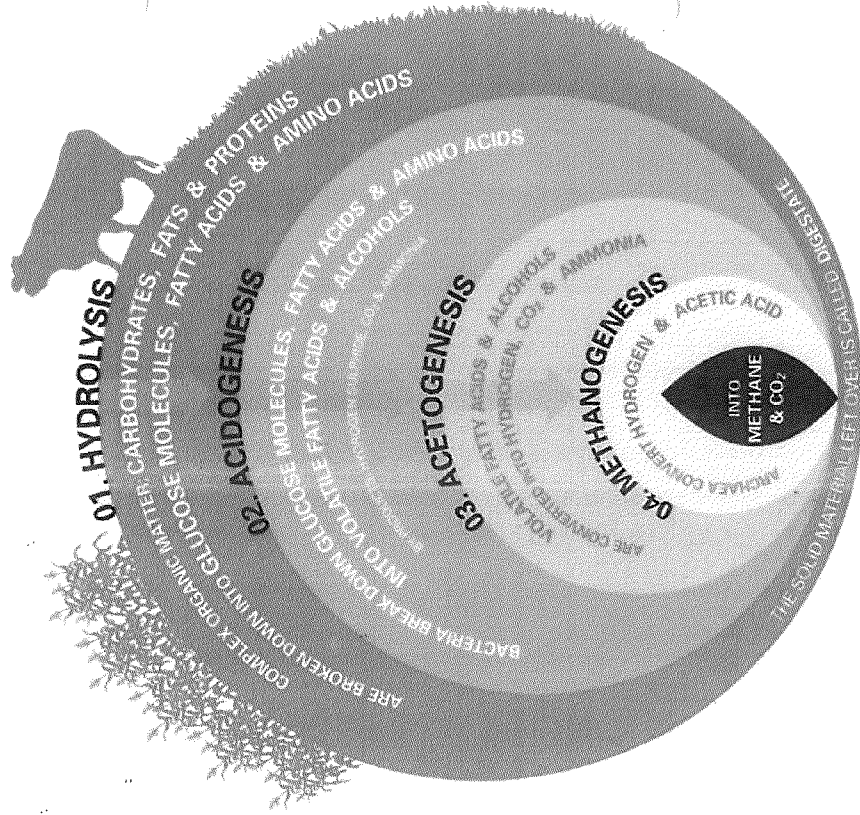 01. HYDROLYSIS
COMPLEX ORGANIC MATTER: CARBOHYDRATES, FATS & PROTEINS
ARE BROKEN DOWN INTO GLUCOSE MOLECULES, FATTY ACIDS & AMINO ACIDS
02. ACIDOGENESIS
BACTERIA BREAK DOWN GLUCOSE MOLECULES, FATTY ACIDS & AMINO ACIDS
INTO VOLATILE FATTY ACIDS & ALCOHOLS
03. ACETOGENESIS
VOLATILE FATTY ACIDS & ALCOHOLS
ARE CONVERTED INTO HYDROGEN, CO₂ & AMMONIA
04. METHANOGENESIS
ARCHAEA CONVERT HYDROGEN & ACETIC ACID
INTO
METHANE
& CO₂
THE SOLID MATERIAL LEFT OVER IS CALLED DIGESTATE